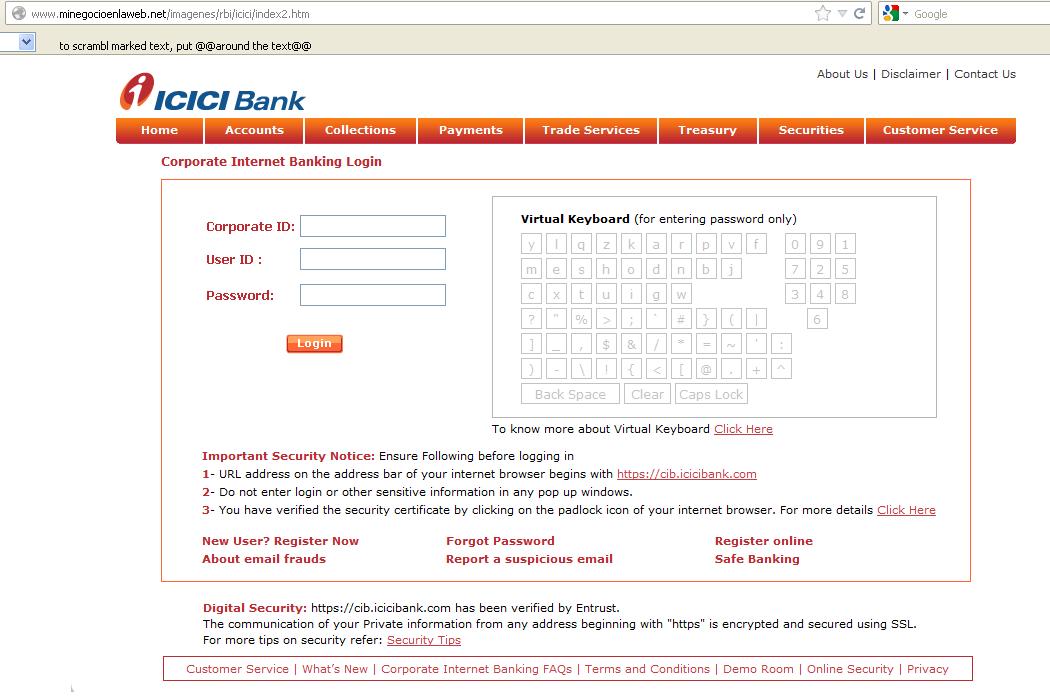 www.minegocioenlaweb.net/imagenes/rbi/icici/index2.htm
Google
to scrambl marked text, put @@around the text@@
About Us | Disclaimer | Contact Us
ICICI Bank
Home Accounts Collections Payments Trade Services Treasury Securities Customer Service
Corporate Internet Banking Login
Corporate ID:
User ID :
Password:
Login
Virtual Keyboard (for entering password only)
y l q z k a r p v f 0 9 1
m e s h o d n b j 7 2 5
c x t u i g w 3 4 8
? " % > ; ` # } ( | 6
] _ , $ & / * = ~ ' :
) - \ ! { < [ @ . + ^
Back Space Clear Caps Lock
To know more about Virtual Keyboard Click Here
Important Security Notice: Ensure Following before logging in
1- URL address on the address bar of your internet browser begins with https://cib.icicibank.com
2- Do not enter login or other sensitive information in any pop up windows.
3- You have verified the security certificate by clicking on the padlock icon of your internet browser. For more details Click Here
New User? Register Now Forgot Password Register online
About email frauds Report a suspicious email Safe Banking
Digital Security: https://cib.icicibank.com has been verified by Entrust.
The communication of your Private information from any address beginning with "https" is encrypted and secured using SSL.
For more tips on security refer: Security Tips
Customer Service | What's New | Corporate Internet Banking FAQs | Terms and Conditions | Demo Room | Online Security | Privacy